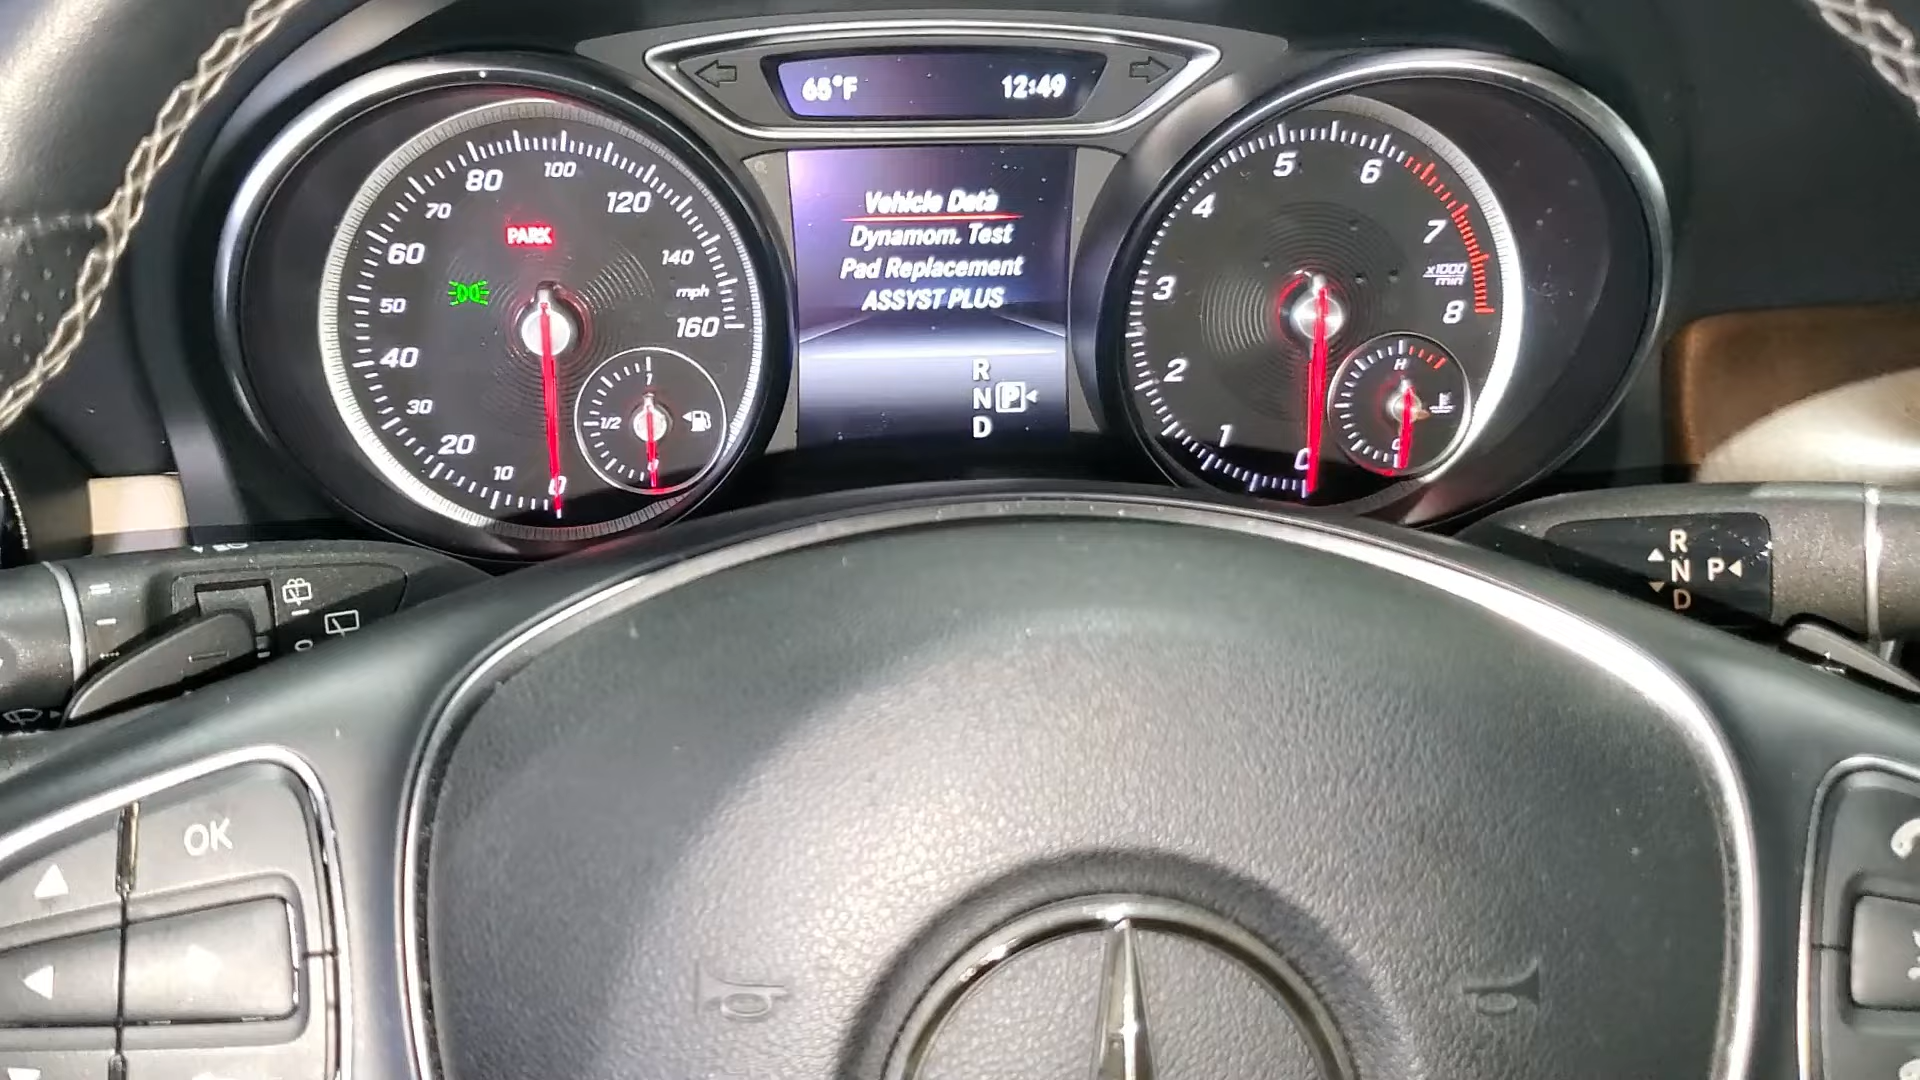 65°F 12:49
Vehicle Data
Dynamom. Test
Pad Replacement
ASSYST PLUS
R
N P
D
PARK
0
10
20
30
40
50
60
70
80
100
120
140
mph
160
1
1/2
0
0
1
2
3
4
5
6
7
x1000
min
8
H
C
R
N P
D
OK